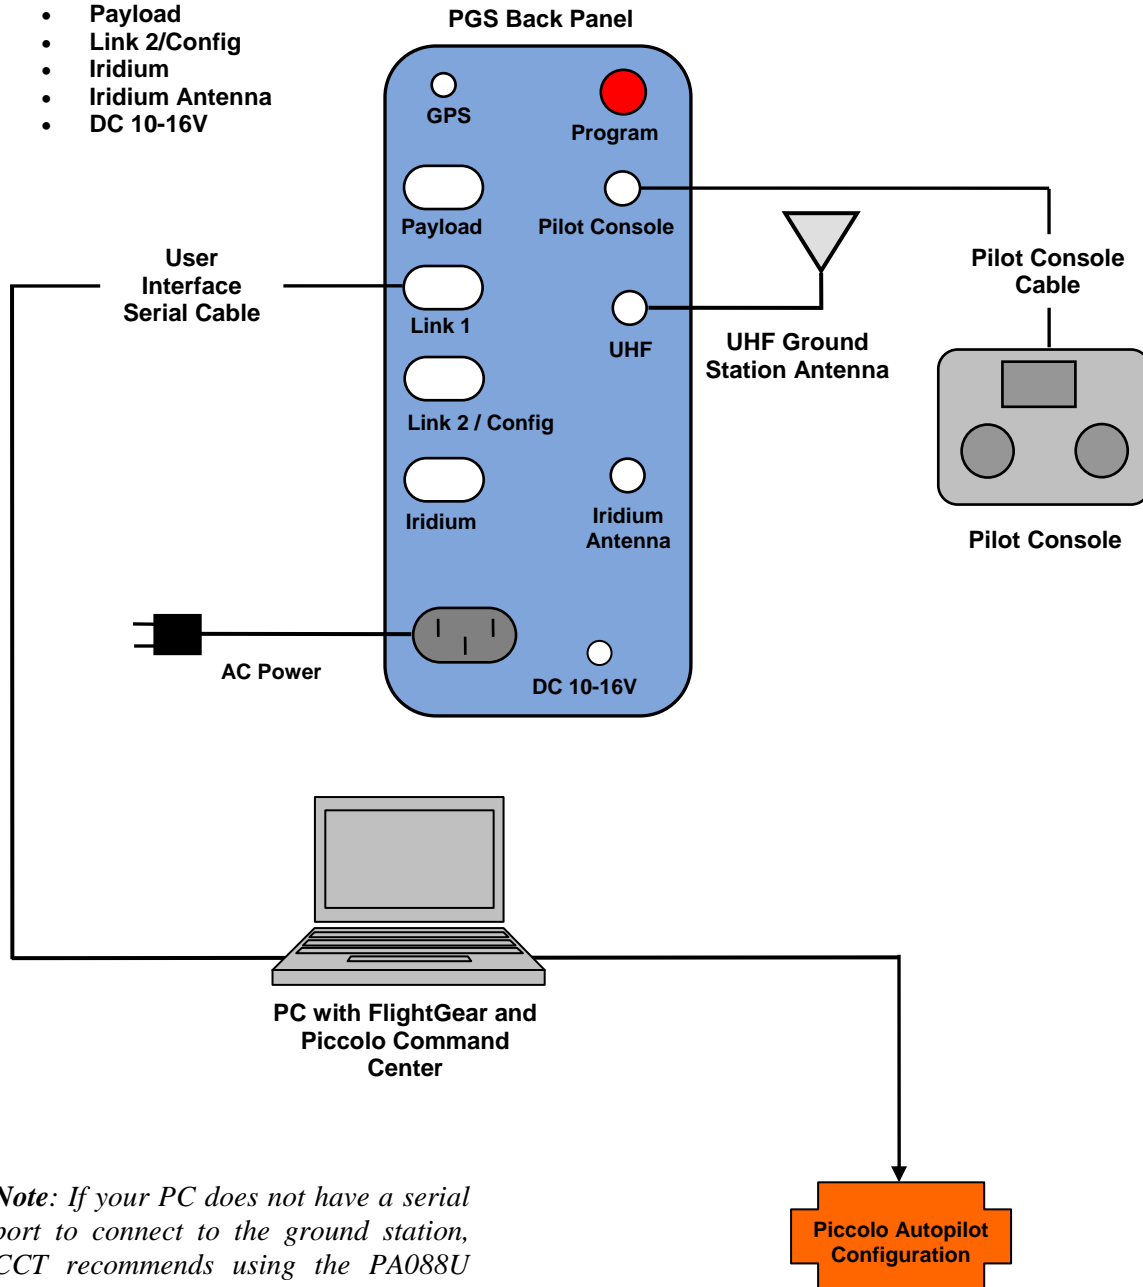 • Payload
• Link 2/Config
• Iridium
• Iridium Antenna
• DC 10-16V
PGS Back Panel
GPS
Program
Payload
Pilot Console
User
Interface
Serial Cable
Pilot Console
Cable
Link 1
UHF
UHF Ground
Station Antenna
Link 2 / Config
Iridium
Iridium
Antenna
Pilot Console
AC Power
DC 10-16V
PC with FlightGear and
Piccolo Command
Center
Note: If your PC does not have a serial
port to connect to the ground station,
CCT recommends using the PA088U
Piccolo Autopilot
Configuration